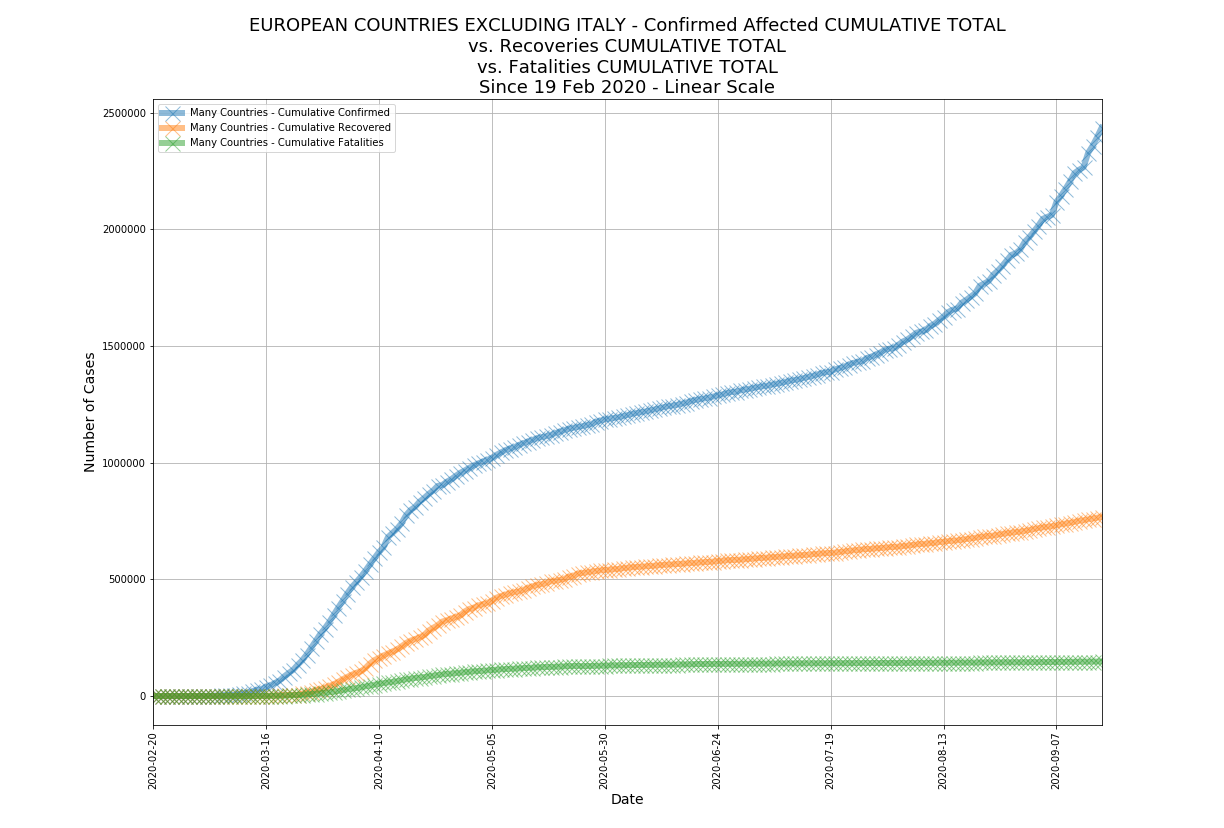 EUROPEAN COUNTRIES EXCLUDING ITALY - Confirmed Affected CUMULATIVE TOTAL
vs. Recoveries CUMULATIVE TOTAL
vs. Fatalities CUMULATIVE TOTAL
Since 19 Feb 2020 - Linear Scale
Many Countries - Cumulative Confirmed
Many Countries - Cumulative Recovered
Many Countries - Cumulative Fatalities
Number of Cases
2500000
2000000
1500000
1000000
500000
0
2020-02-20
2020-03-16
2020-04-10
2020-05-05
2020-05-30
2020-06-24
2020-07-19
2020-08-13
2020-09-07
Date